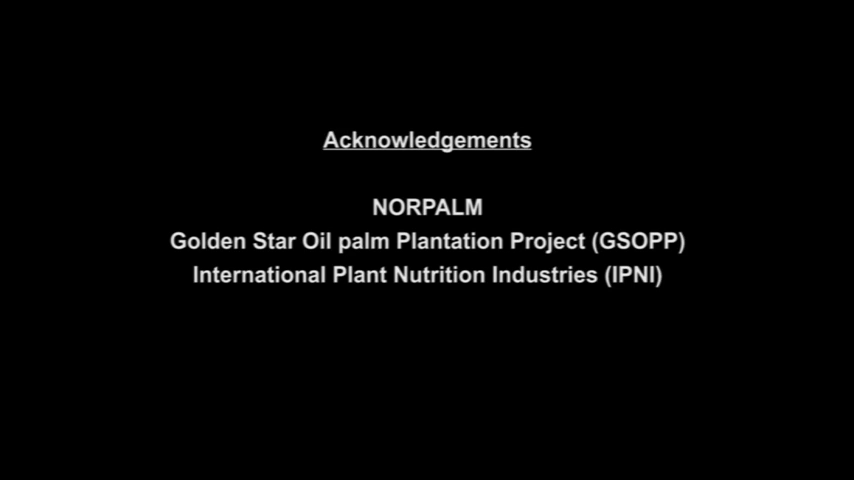 Acknowledgements
NORPALM
Golden Star Oil palm Plantation Project (GSOPP)
International Plant Nutrition Industries (IPNI)